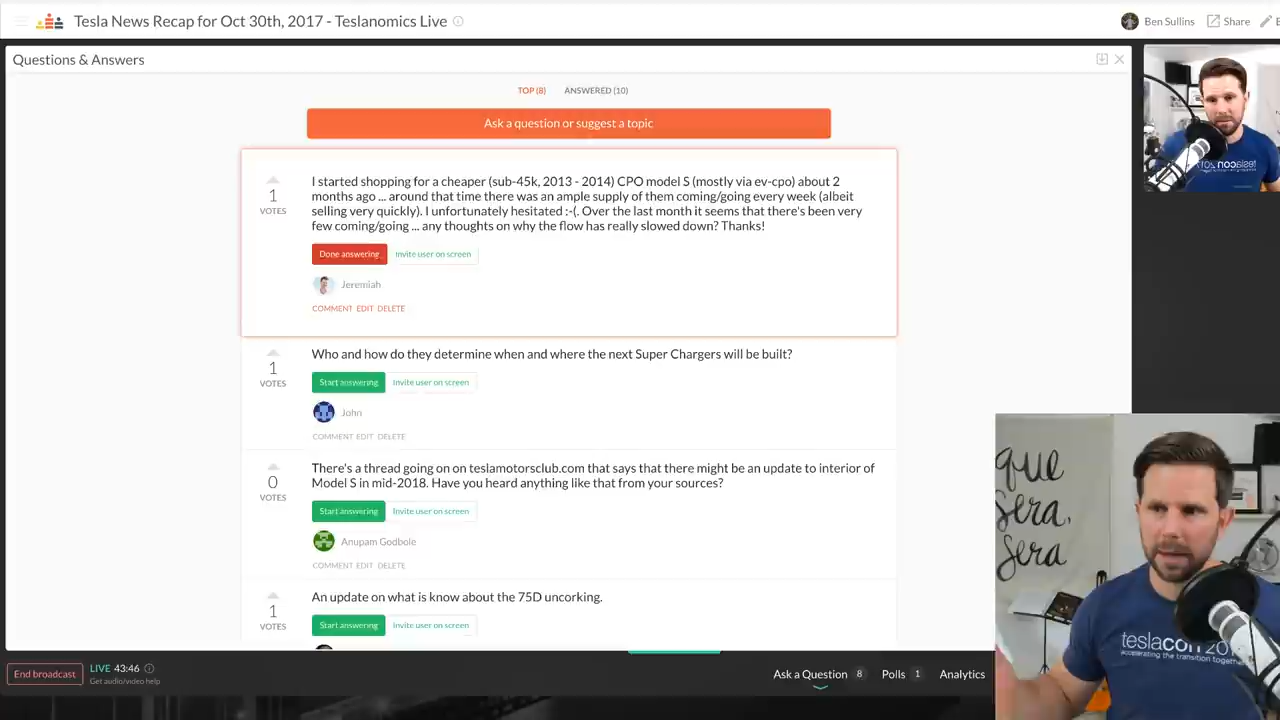 Tesla News Recap for Oct 30th, 2017 - Teslanomics Live
Ben Sullins
Share
Questions & Answers
TOP (8)
ANSWERED (10)
Ask a question or suggest a topic
1
VOTES
I started shopping for a cheaper (sub-45k, 2013 - 2014) CPO model S (mostly via ev-cpo) about 2
months ago ... around that time there was an ample supply of them coming/going every week (albeit
selling very quickly). I unfortunately hesitated :-(. Over the last month it seems that there's been very
few coming/going ... any thoughts on why the flow has really slowed down? Thanks!
Done answering
Invite user on screen
Jeremiah
COMMENT EDIT DELETE
1
VOTES
Who and how do they determine when and where the next Super Chargers will be built?
Start answering
Invite user on screen
John
COMMENT EDIT DELETE
0
VOTES
There's a thread going on on teslamotorsclub.com that says that there might be an update to interior of
Model S in mid-2018. Have you heard anything like that from your sources?
Start answering
Invite user on screen
Anupam Godbole
COMMENT EDIT DELETE
1
VOTES
An update on what is know about the 75D uncorking.
Start answering
Invite user on screen
que
sera,
sera
teslacon 20
accelerating the transition together
End broadcast
LIVE 43:46
Get audio/video help
Ask a Question 8
Polls 1
Analytics